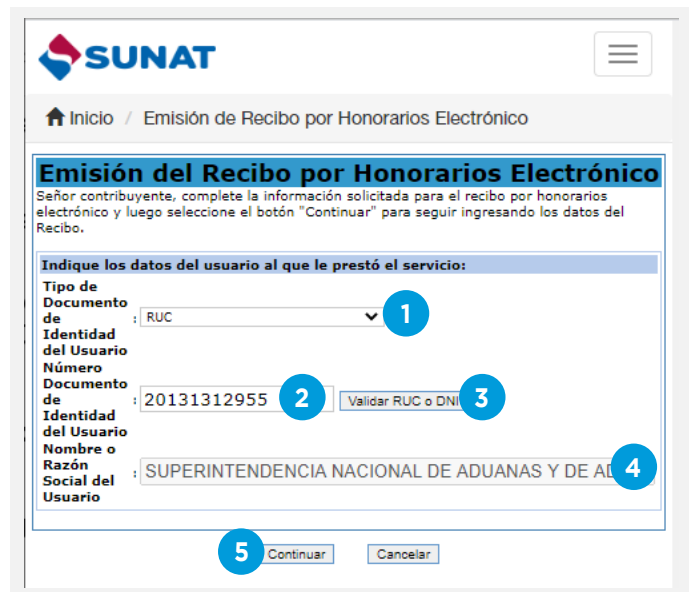 SUNAT
Inicio / Emisión de Recibo por Honorarios Electrónico
Emisión del Recibo por Honorarios Electrónico
Señor contribuyente, complete la información solicitada para el recibo por honorarios
electrónico y luego seleccione el botón "Continuar" para seguir ingresando los datos del
Recibo.
Indique los datos del usuario al que le prestó el servicio:
Tipo de
Documento
de
Identidad
del Usuario
: RUC 1
Número
Documento
de
Identidad
del Usuario
: 20131312955 2 Validar RUC o DNI 3
Nombre o
Razón
Social del
Usuario
: SUPERINTENDENCIA NACIONAL DE ADUANAS Y DE 4
5 Continuar Cancelar